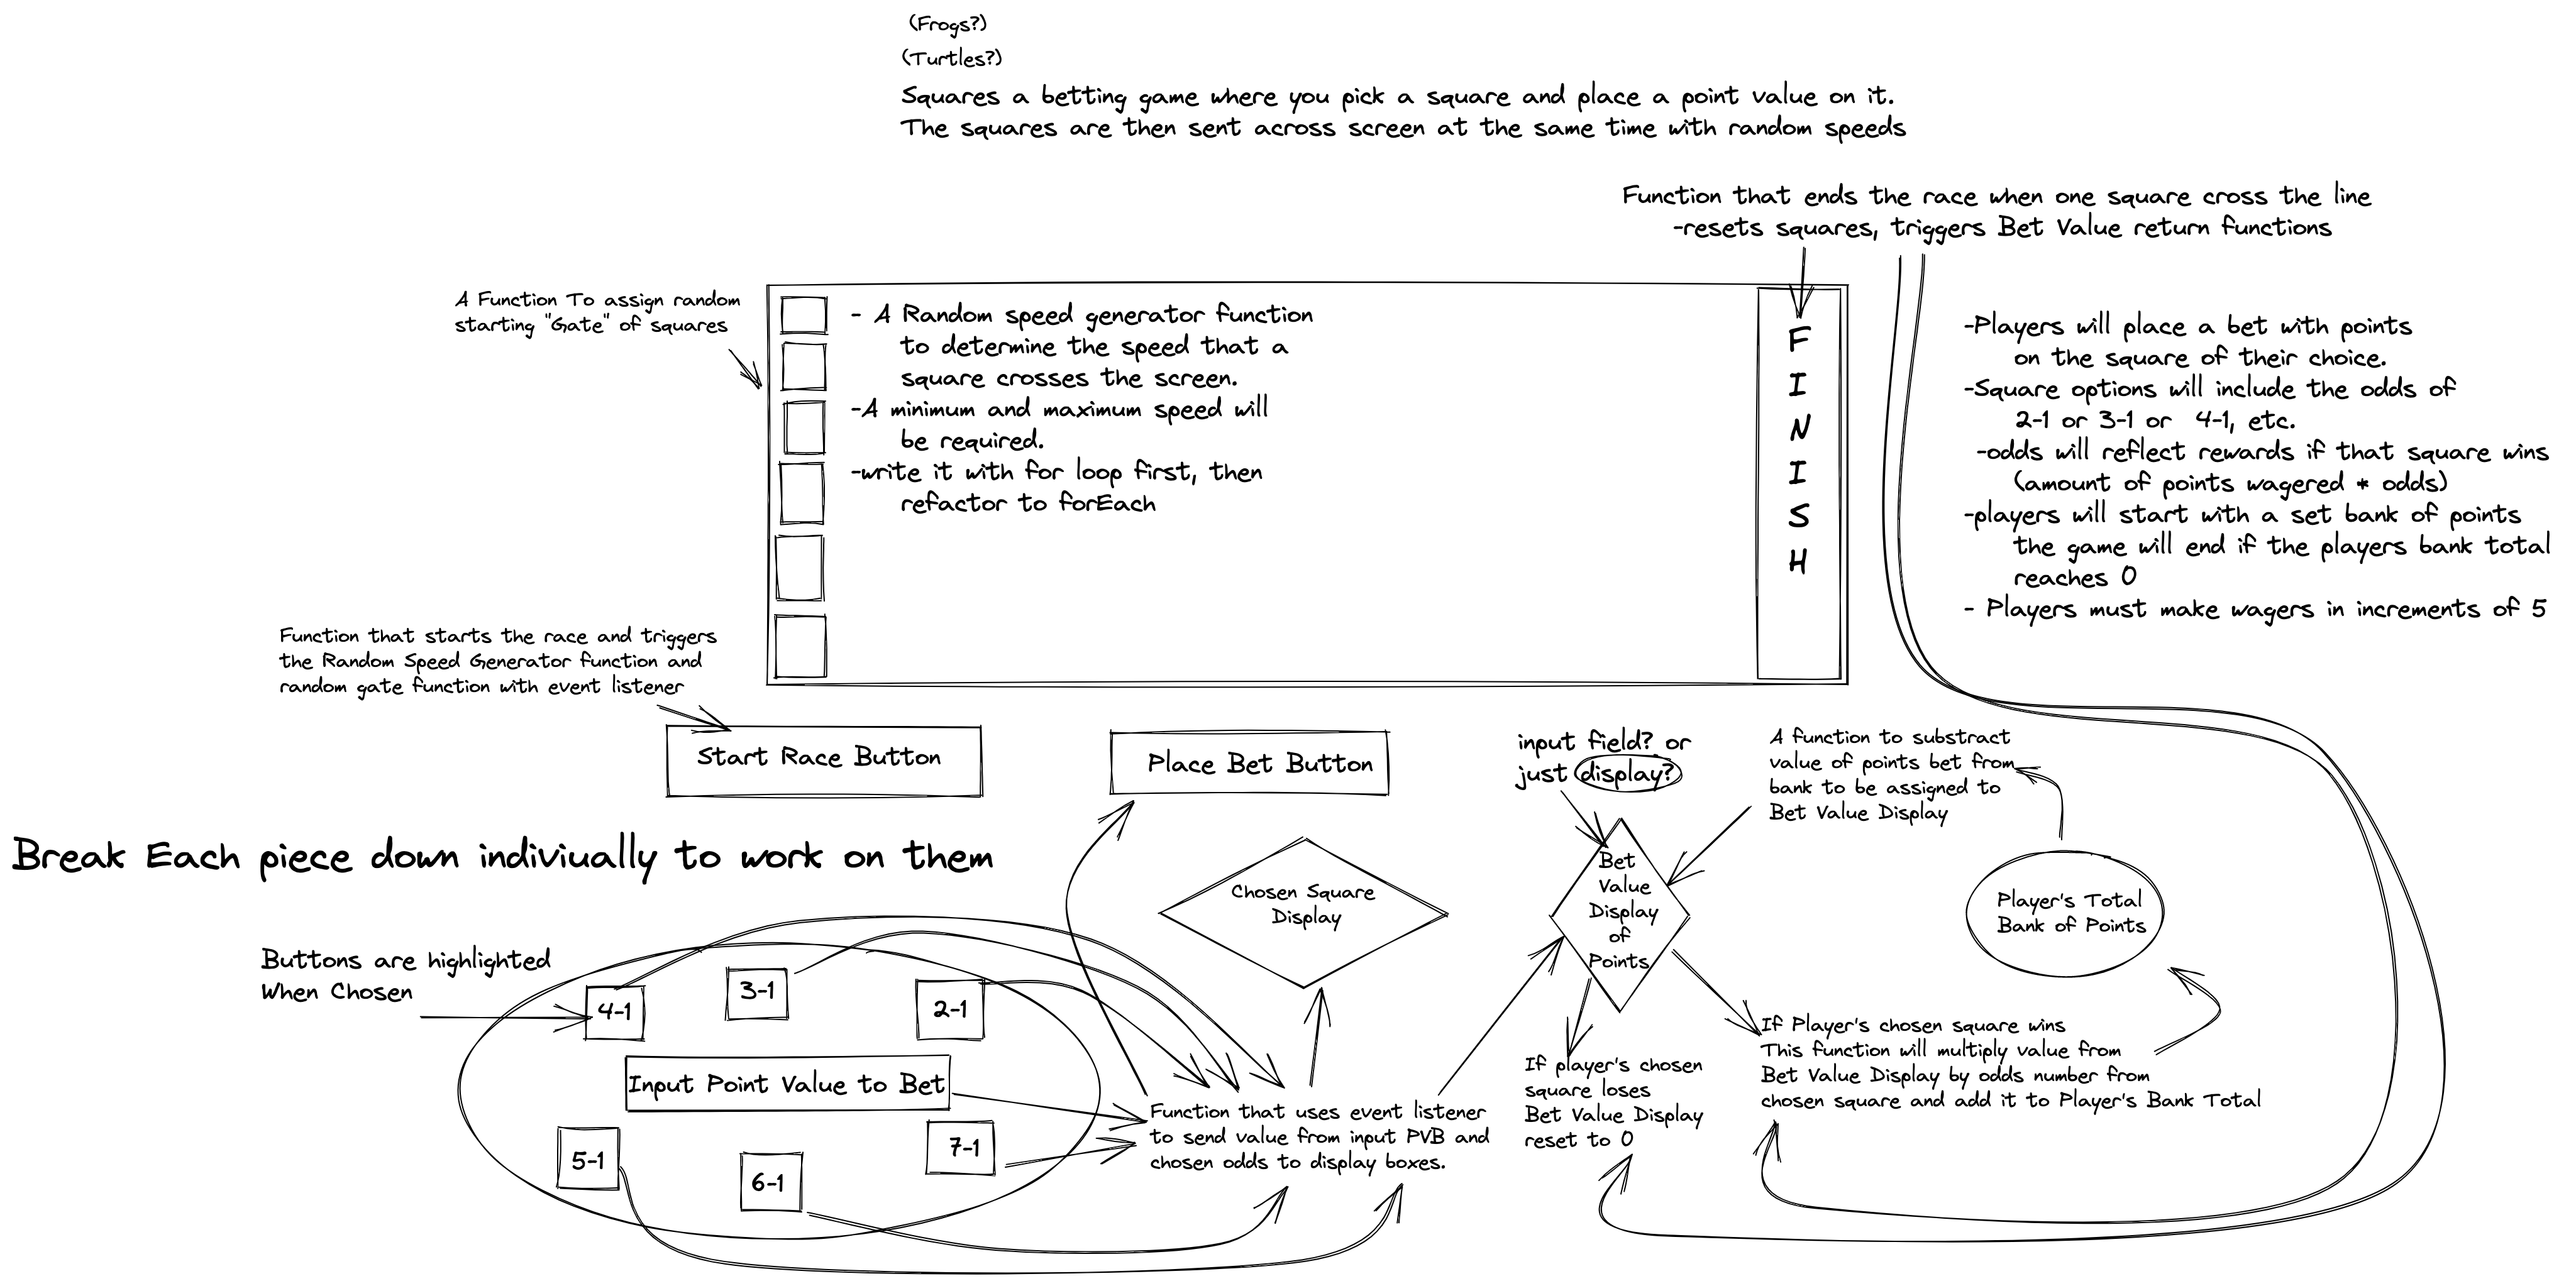 (Frogs?)
(Turtles?)
Squares a betting game where you pick a square and place a point value on it.
The squares are then sent across screen at the same time with random speeds
Function that ends the race when one square cross the line
-resets squares, triggers Bet Value return functions
A Function To assign random
starting "Gate" of squares
- A Random speed generator function
to determine the speed that a
square crosses the screen.
-A minimum and maximum speed will
be required.
-write it with for loop first, then
refactor to forEach
F
I
N
I
S
H
-Players will place a bet with points
on the square of their choice.
-Square options will include the odds of
2-1 or 3-1 or 4-1, etc.
-odds will reflect rewards if that square wins
(amount of points wagered * odds)
-players will start with a set bank of points
the game will end if the players bank total
reaches 0
- Players must make wagers in increments of 5
Function that starts the race and triggers
the Random Speed Generator function and
random gate function with event listener
Start Race Button
Place Bet Button
input field? or
just display?
A function to substract
value of points bet from
bank to be assigned to
Bet Value Display
Break Each piece down indiviually to work on them
Chosen Square
Display
Bet
Value
Display
of
Points
Player's Total
Bank of Points
Buttons are highlighted
When Chosen
4-1
3-1
2-1
Input Point Value to Bet
5-1
6-1
7-1
Function that uses event listener
to send value from input PVB and
chosen odds to display boxes.
If player's chosen
square loses
Bet Value Display
reset to 0
If Player's chosen square wins
This function will multiply value from
Bet Value Display by odds number from
chosen square and add it to Player's Bank Total